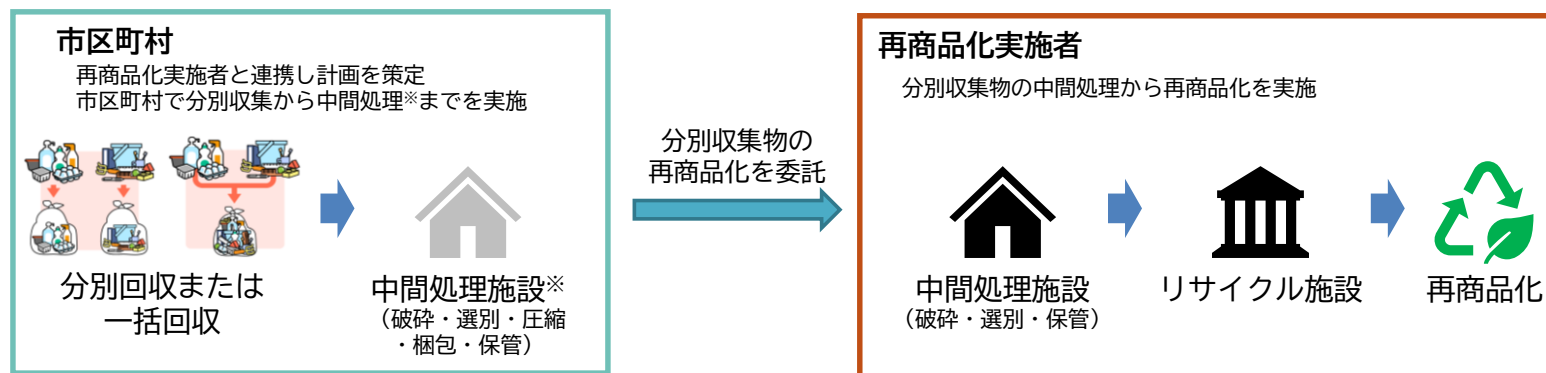 市区町村
再商品化実施者と連携し計画を策定
市区町村で分別収集から中間処理※までを実施
分別回収または
一括回収
中間処理施設※
（破砕・選別・圧縮
・梱包・保管）
分別収集物の
再商品化を委託
再商品化実施者
分別収集物の中間処理から再商品化を実施
中間処理施設
（破砕・選別・保管）
リサイクル施設
再商品化